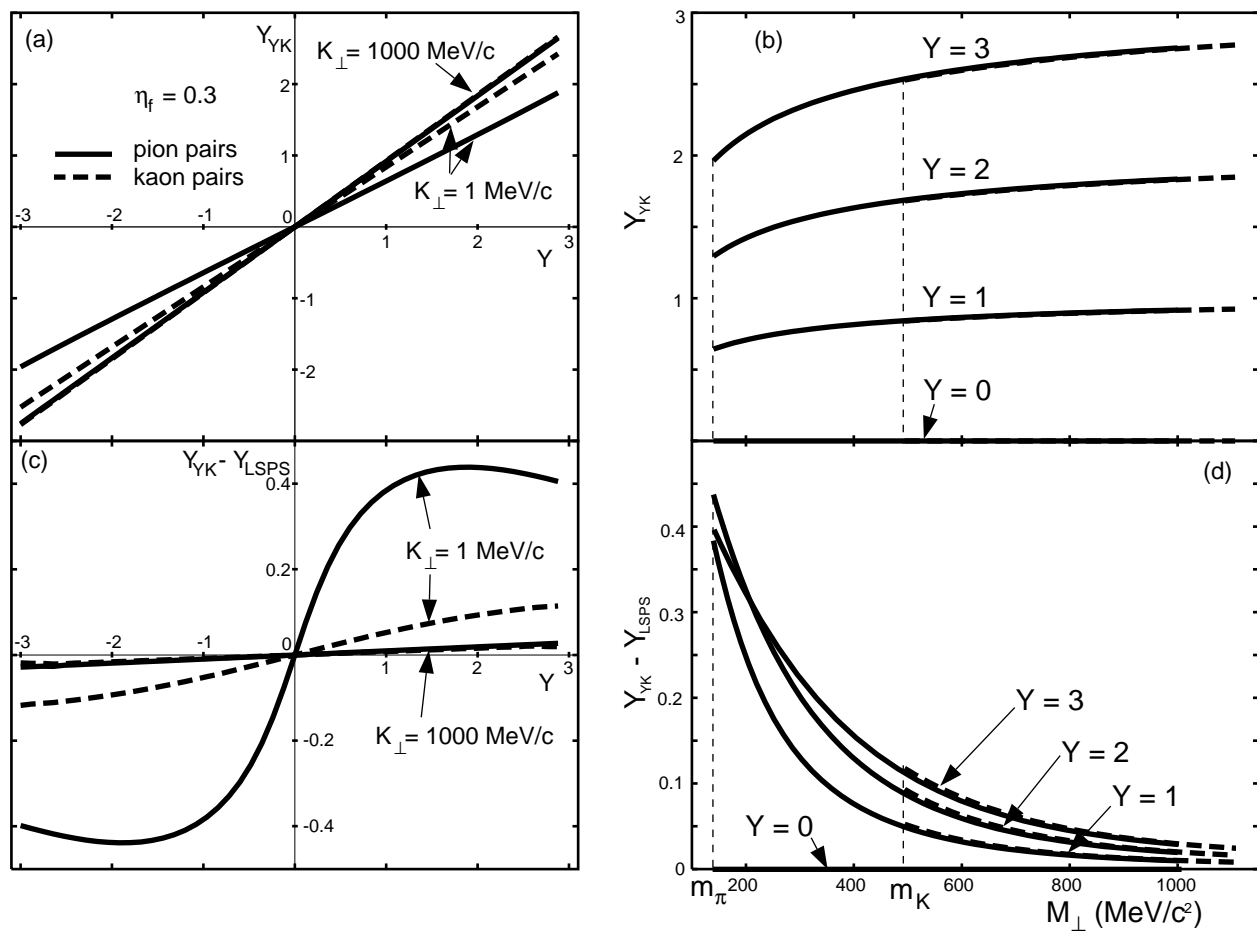 (a)
Y_YK
K_⊥= 1000 MeV/c
2
η_f = 0.3
pion pairs
kaon pairs
1
K_⊥= 1 MeV/c
-3 -2 -1 0 1 2 3
Y
-1
-2
(b)
3
2
1
Y_YK
Y = 3
Y = 2
Y = 1
Y = 0
(c)
Y_YK - Y_LSPS
0.4
K_⊥= 1 MeV/c
0.2
-3 -2 -1 0 1 2 3
Y
K_⊥= 1000 MeV/c
-0.2
-0.4
(d)
0.4
0.3
0.2
0.1
0
Y_YK - Y_LSPS
Y = 3
Y = 2
Y = 1
Y = 0
m_π 200 400 m_K 600 800 1000
M_⊥ (MeV/c²)